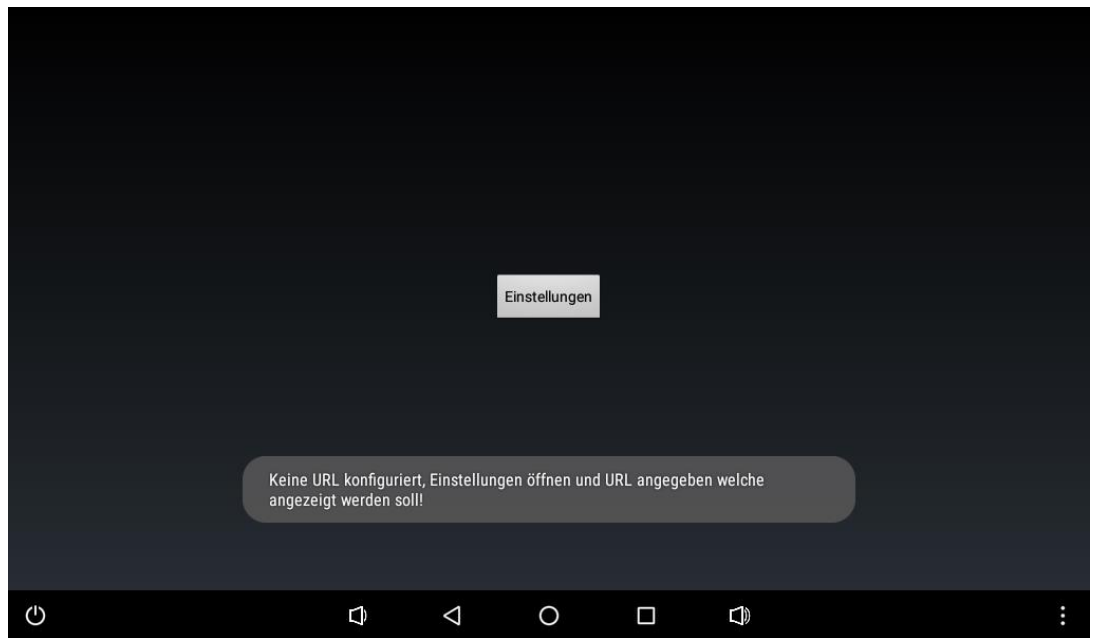 Einstellungen
Keine URL konfiguriert, Einstellungen öffnen und URL angegeben welche
angezeigt werden soll!